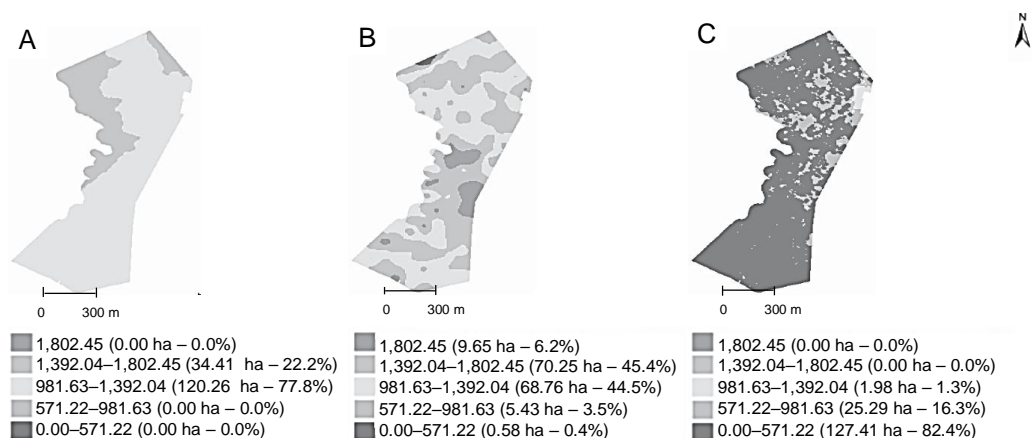 A
B
C
N
0 300 m
0 300 m
0 300 m
1,802.45 (0.00 ha – 0.0%)
1,392.04–1,802.45 (34.41 ha – 22.2%)
981.63–1,392.04 (120.26 ha – 77.8%)
571.22–981.63 (0.00 ha – 0.0%)
0.00–571.22 (0.00 ha – 0.0%)
1,802.45 (9.65 ha – 6.2%)
1,392.04–1,802.45 (70.25 ha – 45.4%)
981.63–1,392.04 (68.76 ha – 44.5%)
571.22–981.63 (5.43 ha – 3.5%)
0.00–571.22 (0.58 ha – 0.4%)
1,802.45 (0.00 ha – 0.0%)
1,392.04–1,802.45 (0.00 ha – 0.0%)
981.63–1,392.04 (1.98 ha – 1.3%)
571.22–981.63 (25.29 ha – 16.3%)
0.00–571.22 (127.41 ha – 82.4%)